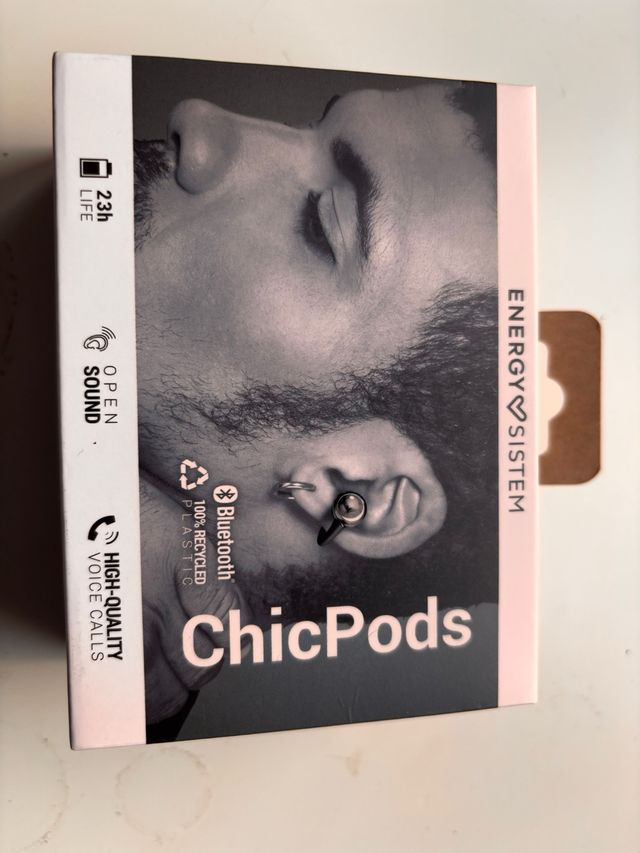 ENERGY SISTEM
ChicPods
Bluetooth
100% RECYCLED
PLASTIC
23h
LIFE
OPEN
SOUND
HIGH-QUALITY
VOICE CALLS